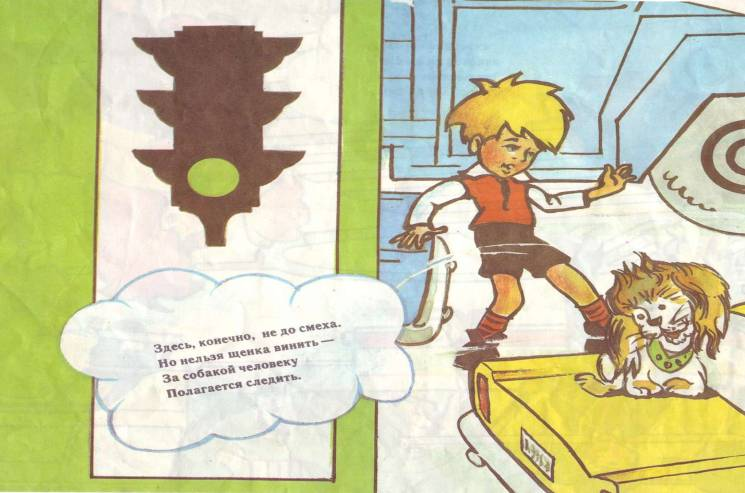 Здесь, конечно, не до смеха.
Но нельзя щенка винить —
За собакой человеку
Полагается следить.